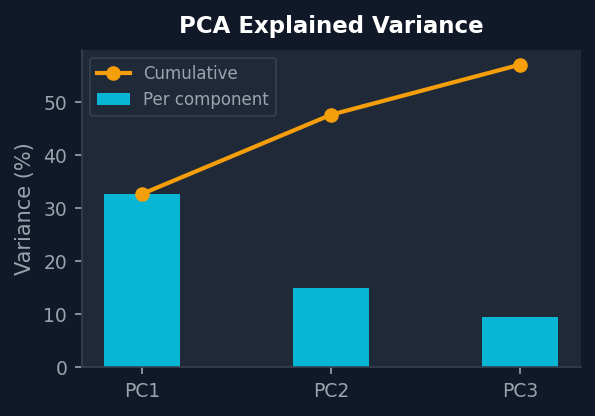 PCA Explained Variance
Cumulative
Per component
Variance (%)
50
40
30
20
10
0
PC1 PC2 PC3